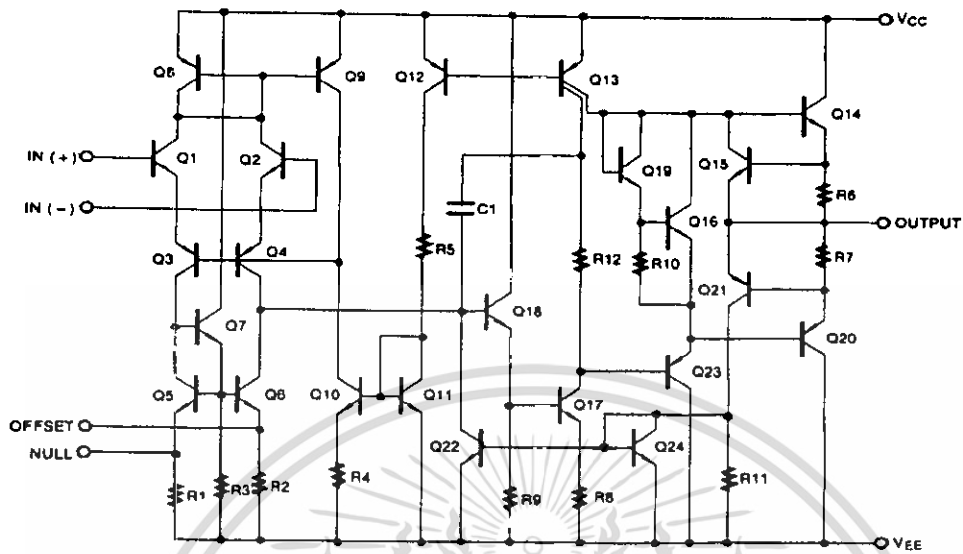 VCC
Q8
Q9
Q12
Q13
Q14
IN (+)
Q1
Q2
Q19
Q15
R6
IN (-)
C1
Q16
OUTPUT
Q3
Q4
R5
R12
R10
R7
Q21
Q7
Q18
Q20
Q5
Q6
Q10
Q11
Q17
Q23
OFFSET
Q22
Q24
NULL
R1
R3
R2
R4
R9
R8
R11
VEE